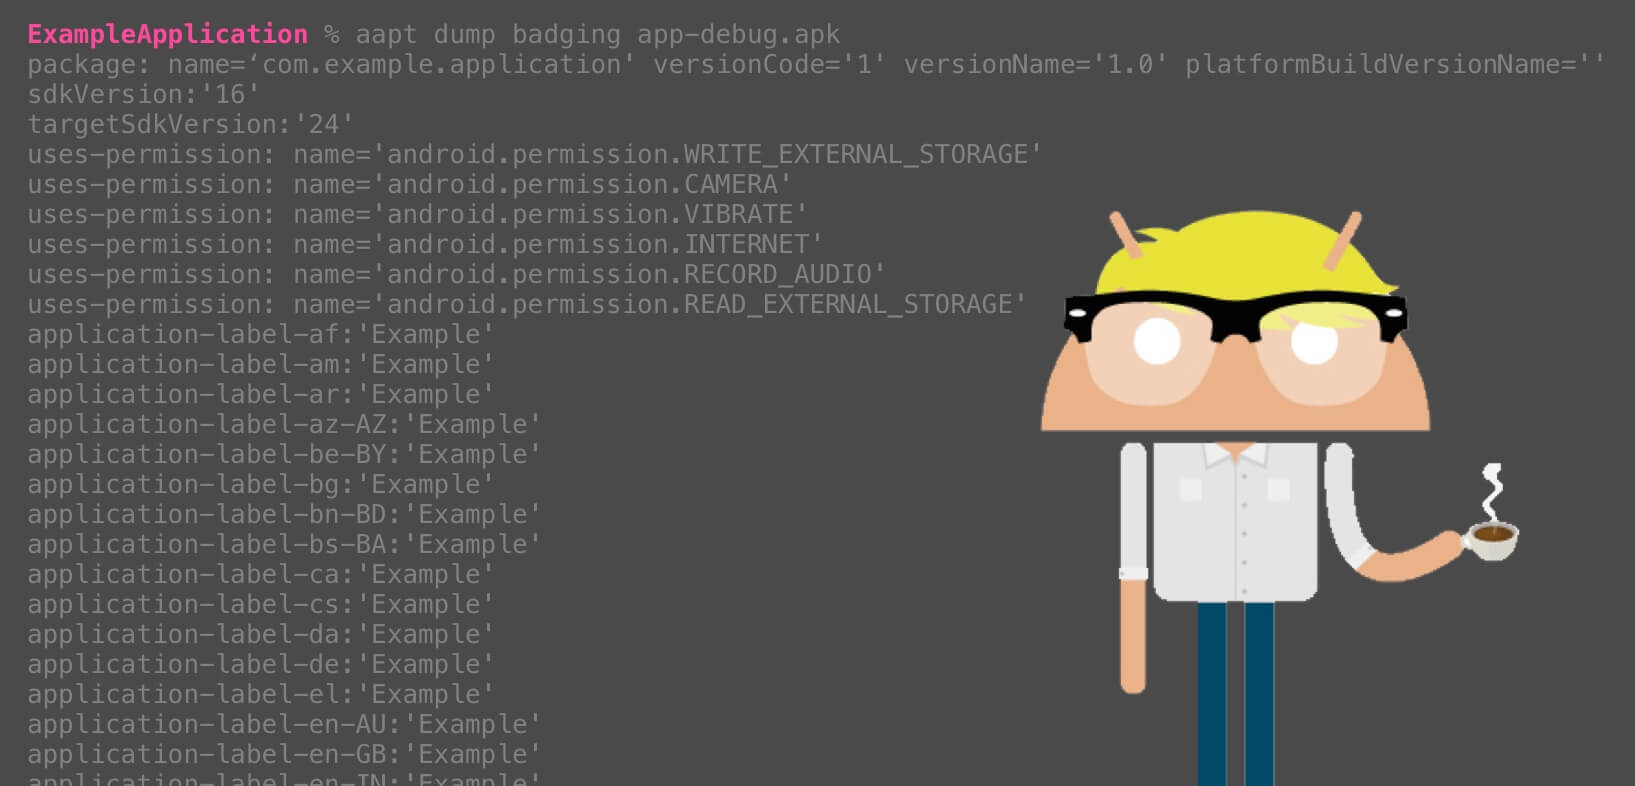 ExampleApplication % aapt dump badging app-debug.apk
package: name=‘com.example.application' versionCode='1' versionName='1.0' platformBuildVersionName=''
sdkVersion:'16'
targetSdkVersion:'24'
uses-permission: name='android.permission.WRITE_EXTERNAL_STORAGE'
uses-permission: name='android.permission.CAMERA'
uses-permission: name='android.permission.VIBRATE'
uses-permission: name='android.permission.INTERNET'
uses-permission: name='android.permission.RECORD_AUDIO'
uses-permission: name='android.permission.READ_EXTERNAL_STORAGE'
application-label-af:'Example'
application-label-am:'Example'
application-label-ar:'Example'
application-label-az-AZ:'Example'
application-label-be-BY:'Example'
application-label-bg:'Example'
application-label-bn-BD:'Example'
application-label-bs-BA:'Example'
application-label-ca:'Example'
application-label-cs:'Example'
application-label-da:'Example'
application-label-de:'Example'
application-label-el:'Example'
application-label-en-AU:'Example'
application-label-en-GB:'Example'
application-label-en-IN:'Example'